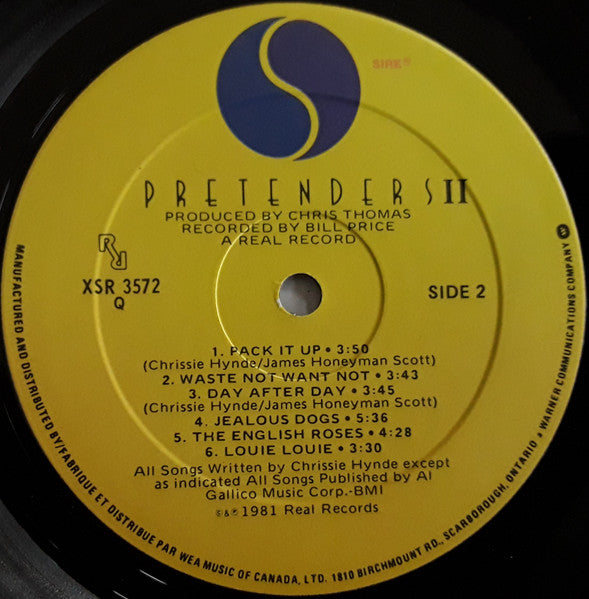 SIRE®
PRETENDERS II
PRODUCED BY CHRIS THOMAS
RECORDED BY BILL PRICE
A REAL RECORD
XSR 3572
Q
SIDE 2
1. PACK IT UP • 3:50
(Chrissie Hynde/James Honeyman Scott)
2. WASTE NOT WANT NOT • 3:43
3. DAY AFTER DAY • 3:45
(Chrissie Hynde/James Honeyman Scott)
4. JEALOUS DOGS • 5:36
5. THE ENGLISH ROSES • 4:28
6. LOUIE LOUIE • 3:30
All Songs Written by Chrissie Hynde except
as indicated All Songs Published by Al
Gallico Music Corp.-BMI
©&℗1981 Real Records
MANUFACTURED AND DISTRIBUTED BY/FABRIQUE ET DISTRIBUE PAR WEA MUSIC OF CANADA, LTD. 1810 BIRCHMOUNT RD., SCARBOROUGH, ONTARIO a WARNER COMMUNICATIONS COMPANY